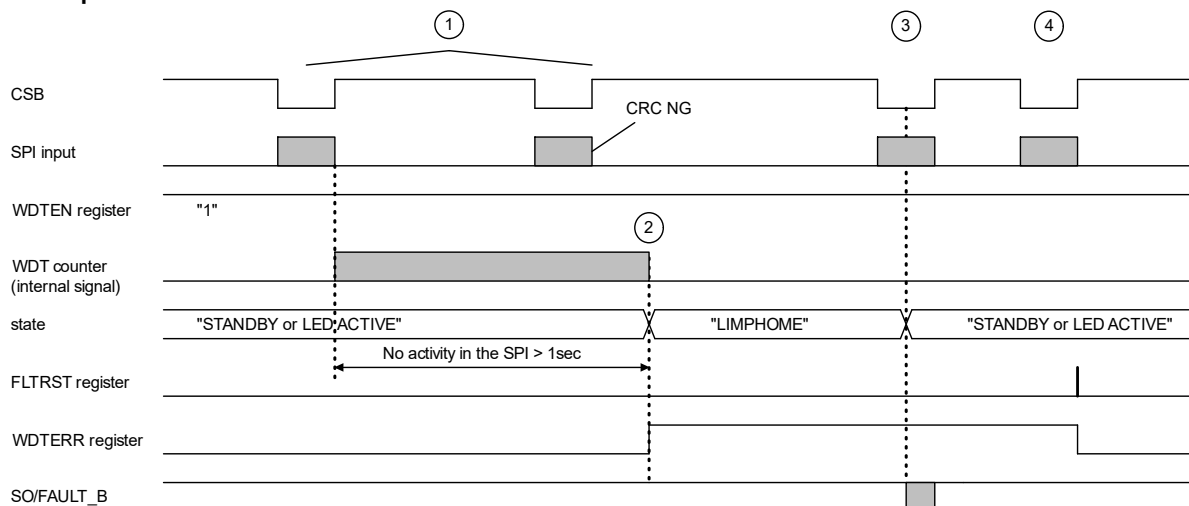 1
3
4
CSB
CRC NG
SPI input
WDTEN register
"1"
2
WDT counter
(internal signal)
state
"STANDBY or LED ACTIVE"
"LIMPHOME"
"STANDBY or LED ACTIVE"
No activity in the SPI > 1sec
FLTRST register
WDTERR register
SO/FAULT_B